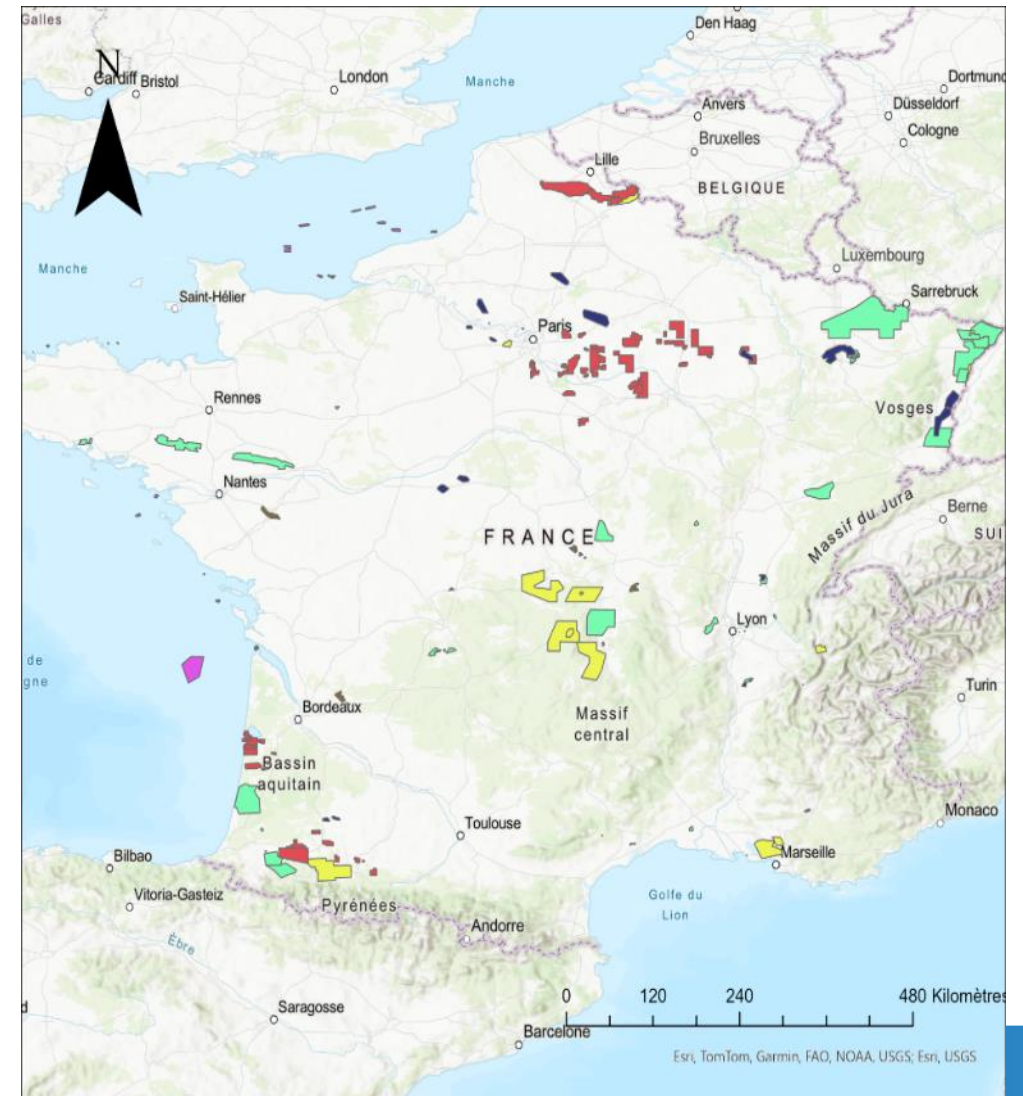 Galles
Den Haag
N
Cardiff
Bristol
London
Manche
Dortmund
Anvers
Düsseldorf
Bruxelles
Cologne
Lille
BELGIQUE
Luxembourg
Manche
Saint-Hélier
Sarrebruck
Paris
Rennes
Vosges
Nantes
Massif du Jura
Berne
FRANCE
SUI
Lyon
de
gne
Turin
Bordeaux
Massif
central
Bassin
aquitain
Toulouse
Monaco
Bilbao
Marseille
Vitoria-Gasteiz
Pyrénées
Golfe du
Lion
Andorre
Èbre
d
Saragosse
0 120 240 480 Kilomètres
Barcelone
Esri, TomTom, Garmin, FAO, NOAA, USGS; Esri, USGS